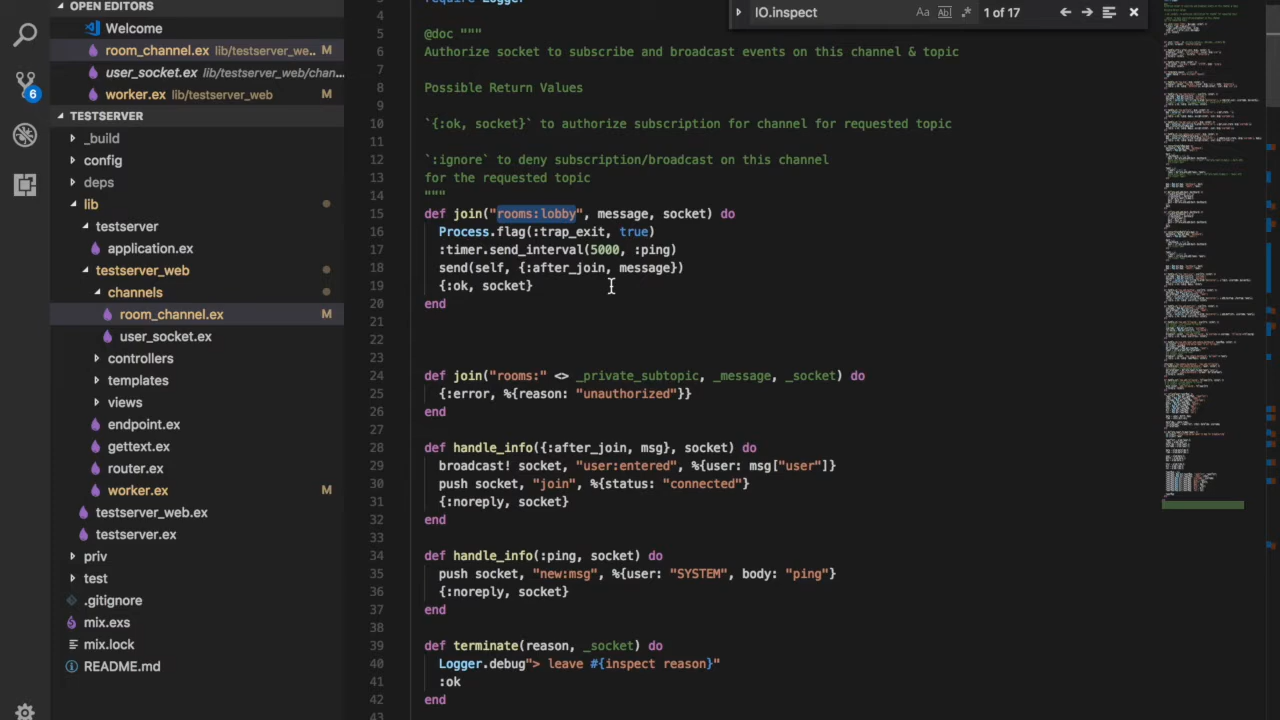 OPEN EDITORS
Welcome
room_channel.ex lib/testserver_we... M
user_socket.ex lib/testserver_web/chan...
worker.ex lib/testserver_web M
6
TESTSERVER
_build
config
deps
lib
testserver
application.ex
testserver_web
channels
room_channel.ex M
user_socket.ex
controllers
templates
views
endpoint.ex
gettext.ex
router.ex
worker.ex M
testserver_web.ex
testserver.ex
priv
test
.gitignore
mix.exs
mix.lock
README.md
IO.inspect Aa Ab| .* 1 of 17
3 require Logger
4
5 @doc """
6 Authorize socket to subscribe and broadcast events on this channel & topic
7
8 Possible Return Values
9
10 `{:ok, socket}` to authorize subscription for channel for requested topic
11
12 `:ignore` to deny subscription/broadcast on this channel
13 for the requested topic
14 """
15 def join("rooms:lobby", message, socket) do
16 Process.flag(:trap_exit, true)
17 :timer.send_interval(5000, :ping)
18 send(self, {:after_join, message})
19 {:ok, socket}
20 end
21
22
23
24 def join("rooms:" <> _private_subtopic, _message, _socket) do
25 {:error, %{reason: "unauthorized"}}
26 end
27
28 def handle_info({:after_join, msg}, socket) do
29 broadcast! socket, "user:entered", %{user: msg["user"]}
30 push socket, "join", %{status: "connected"}
31 {:noreply, socket}
32 end
33
34 def handle_info(:ping, socket) do
35 push socket, "new:msg", %{user: "SYSTEM", body: "ping"}
36 {:noreply, socket}
37 end
38
39 def terminate(reason, _socket) do
40 Logger.debug"> leave #{inspect reason}"
41 :ok
42 end
43